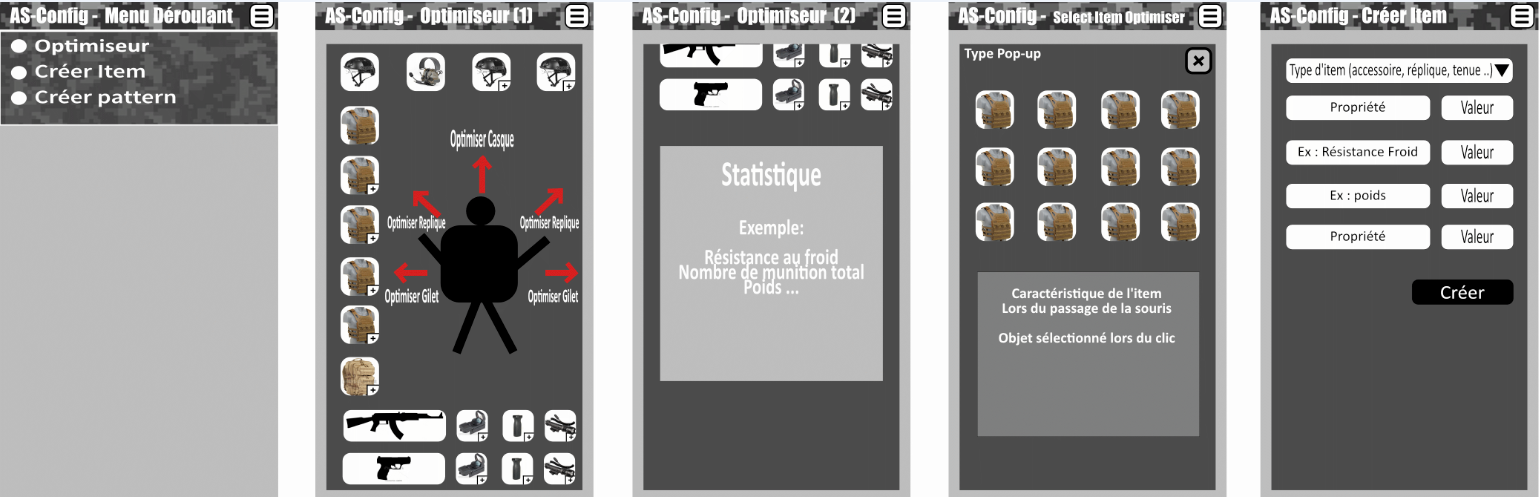 AS-Config - Menu Déroulant
Optimiseur
Créer Item
Créer pattern
AS-Config - Optimiseur (1)
Optimiser Casque
Optimiser Replique
Optimiser Replique
Optimiser Gilet
Optimiser Gilet
AS-Config - Optimiseur (2)
Statistique
Exemple:
Résistance au froid
Nombre de munition total
Poids ...
AS-Config - Select Item Optimiser
Type Pop-up
Caractéristique de l'item
Lors du passage de la souris
Objet sélectionné lors du clic
AS-Config - Créer Item
Type d'item (accessoire, réplique, tenue ..)
Propriété Valeur
Ex : Résistance Froid Valeur
Ex : poids Valeur
Propriété Valeur
Créer